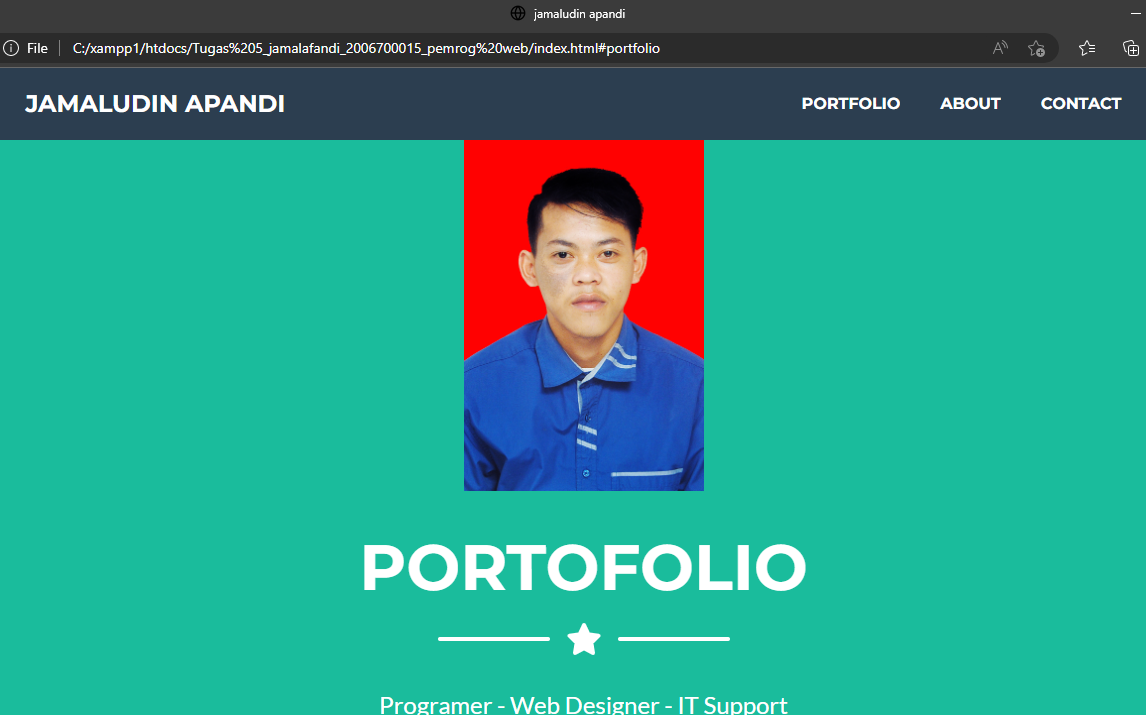 jamaludin apandi
File C:/xampp1/htdocs/Tugas%205_jamalafandi_2006700015_pemrog%20web/index.html#portfolio
JAMALUDIN APANDI PORTFOLIO ABOUT CONTACT
PORTOFOLIO
Programer - Web Designer - IT Support